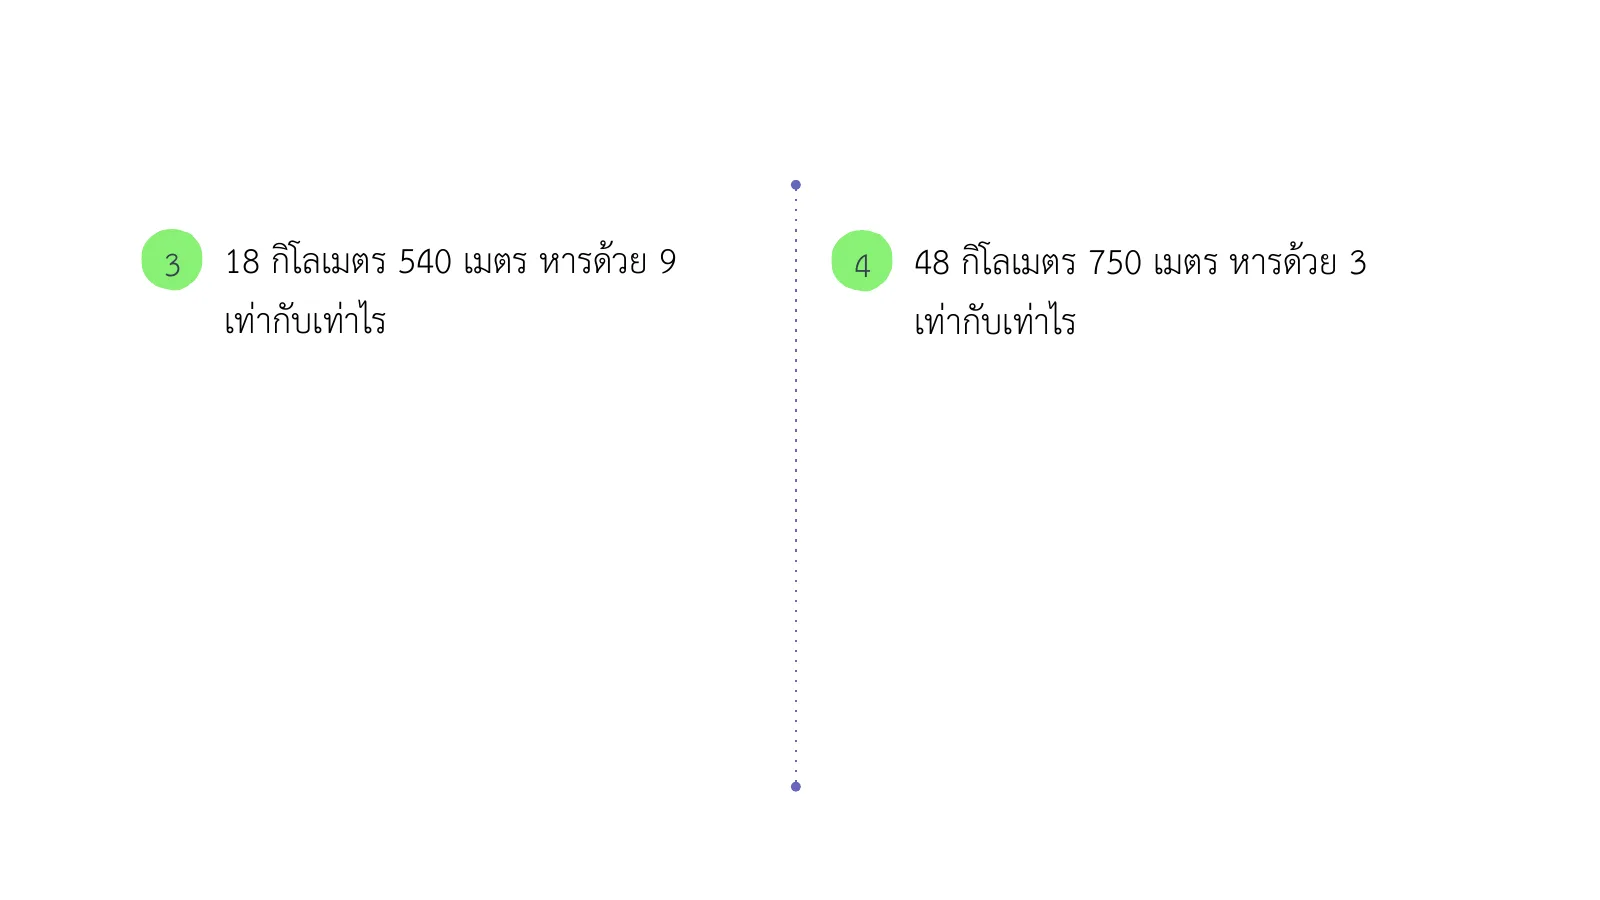 3
18 กิโลเมตร 540 เมตร หารด้วย 9
เท่ากับเท่าไร
4
48 กิโลเมตร 750 เมตร หารด้วย 3
เท่ากับเท่าไร